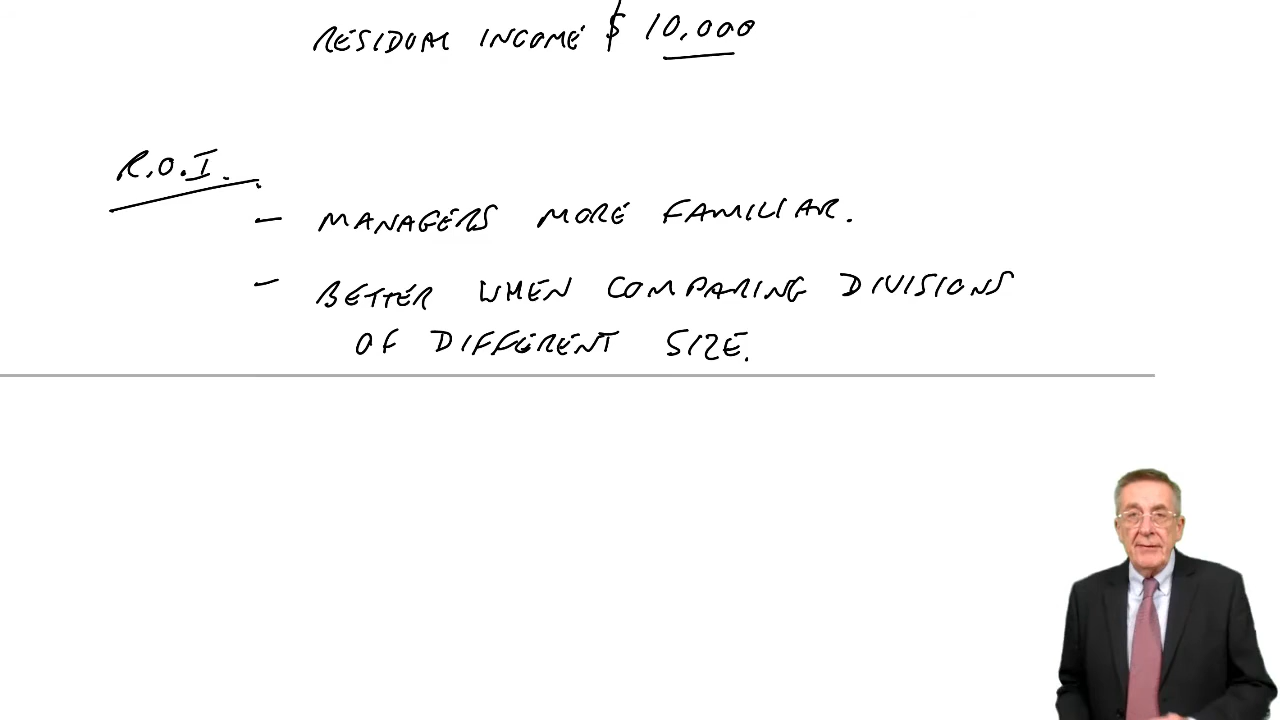 RESIDUAL INCOME $ 10,000
R.O.I.
- MANAGERS MORE FAMILIAR.
- BETTER WHEN COMPARING DIVISIONS
OF DIFFERENT SIZE.